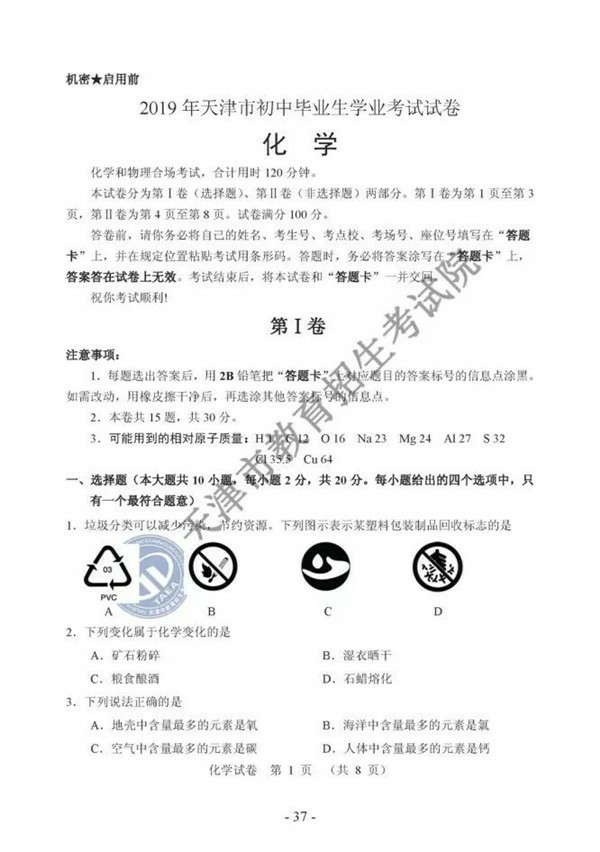 机密★启用前
2019 年天津市初中毕业生学业考试试卷
化 学
化学和物理合场考试，合计用时 120 分钟。
本试卷分为第Ⅰ卷（选择题）、第Ⅱ卷（非选择题）两部分。第Ⅰ卷为第 1 页至第 3
页，第Ⅱ卷为第 4 页至第 8 页。试卷满分 100 分。
答卷前，请你务必将自己的姓名、考生号、考点校、考场号、座位号填写在“答题
卡”上，并在规定位置粘贴考试用条形码。答题时，务必将答案涂写在“答题卡”上，
答案答在试卷上无效。考试结束后，将本试卷和“答题卡”一并交回。
祝你考试顺利!
第Ⅰ卷
注意事项：
1．每题选出答案后，用 2B 铅笔把“答题卡”上对应题目的答案标号的信息点涂黑。
如需改动，用橡皮擦干净后，再选涂其他答案标号的信息点。
2．本卷共 15 题，共 30 分。
3．可能用到的相对原子质量：H 1 C 12 O 16 Na 23 Mg 24 Al 27 S 32
Cl 35.5 Cu 64
一、选择题（本大题共 10 小题，每小题 2 分，共 20 分。每小题给出的四个选项中，只
有一个最符合题意）
1．垃圾分类可以减少污染，节约资源。下列图示表示某塑料包装制品回收标志的是
03
PVC
A B C D
2．下列变化属于化学变化的是
A．矿石粉碎 B．湿衣晒干
C．粮食酿酒 D．石蜡熔化
3．下列说法正确的是
A．地壳中含量最多的元素是氧 B．海洋中含量最多的元素是氯
C．空气中含量最多的元素是碳 D．人体中含量最多的元素是钙
化学试卷 第 1 页 （共 8 页）
- 37 -
天津市教育招生考试院
TAEA